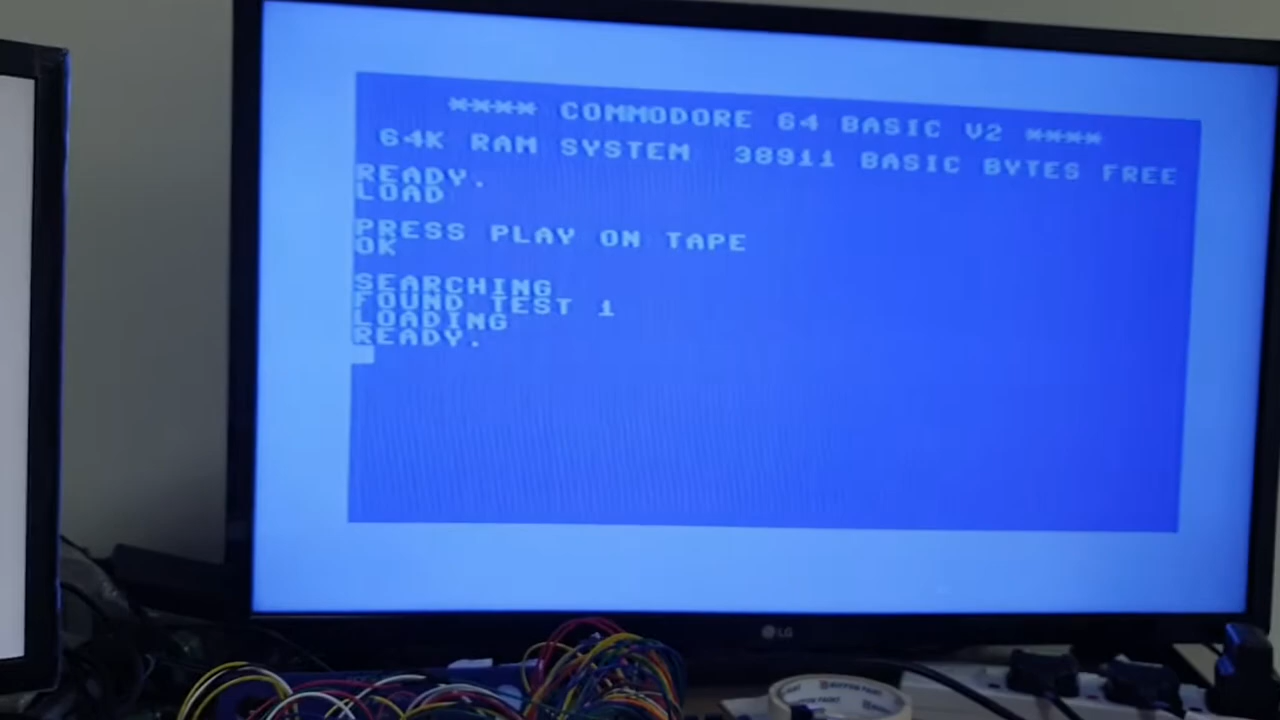 **** COMMODORE 64 BASIC V2 ****
64K RAM SYSTEM  38911 BASIC BYTES FREE
READY.
LOAD
PRESS PLAY ON TAPE
OK
SEARCHING
FOUND TEST 1
LOADING
READY.
LG